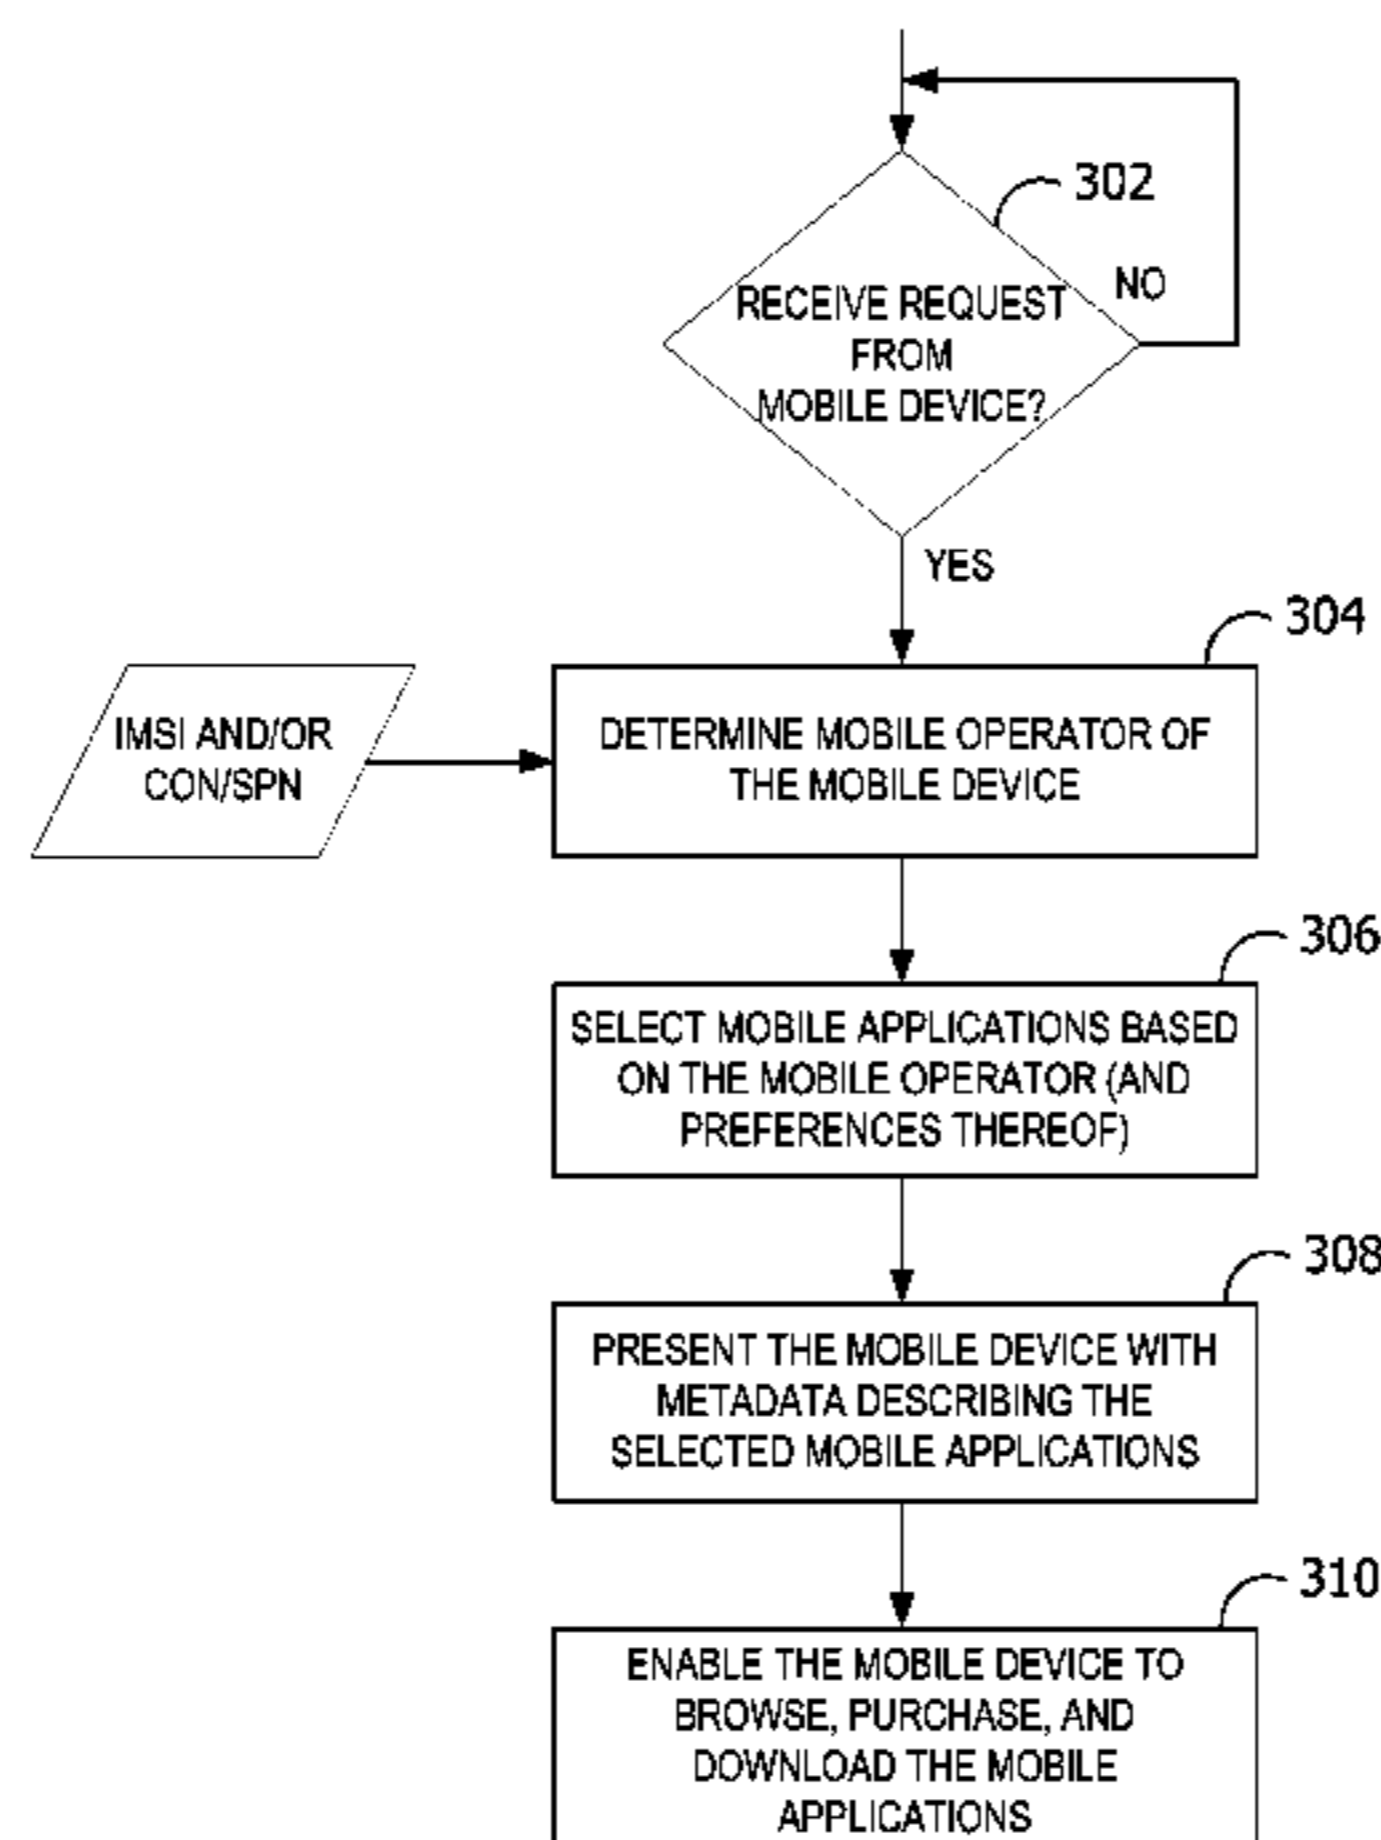 302
RECEIVE REQUEST
FROM
MOBILE DEVICE?
NO
YES
304
IMSI AND/OR
CON/SPN
DETERMINE MOBILE OPERATOR OF
THE MOBILE DEVICE
306
SELECT MOBILE APPLICATIONS BASED
ON THE MOBILE OPERATOR (AND
PREFERENCES THEREOF)
308
PRESENT THE MOBILE DEVICE WITH
METADATA DESCRIBING THE
SELECTED MOBILE APPLICATIONS
310
ENABLE THE MOBILE DEVICE TO
BROWSE, PURCHASE, AND
DOWNLOAD THE MOBILE
APPLICATIONS